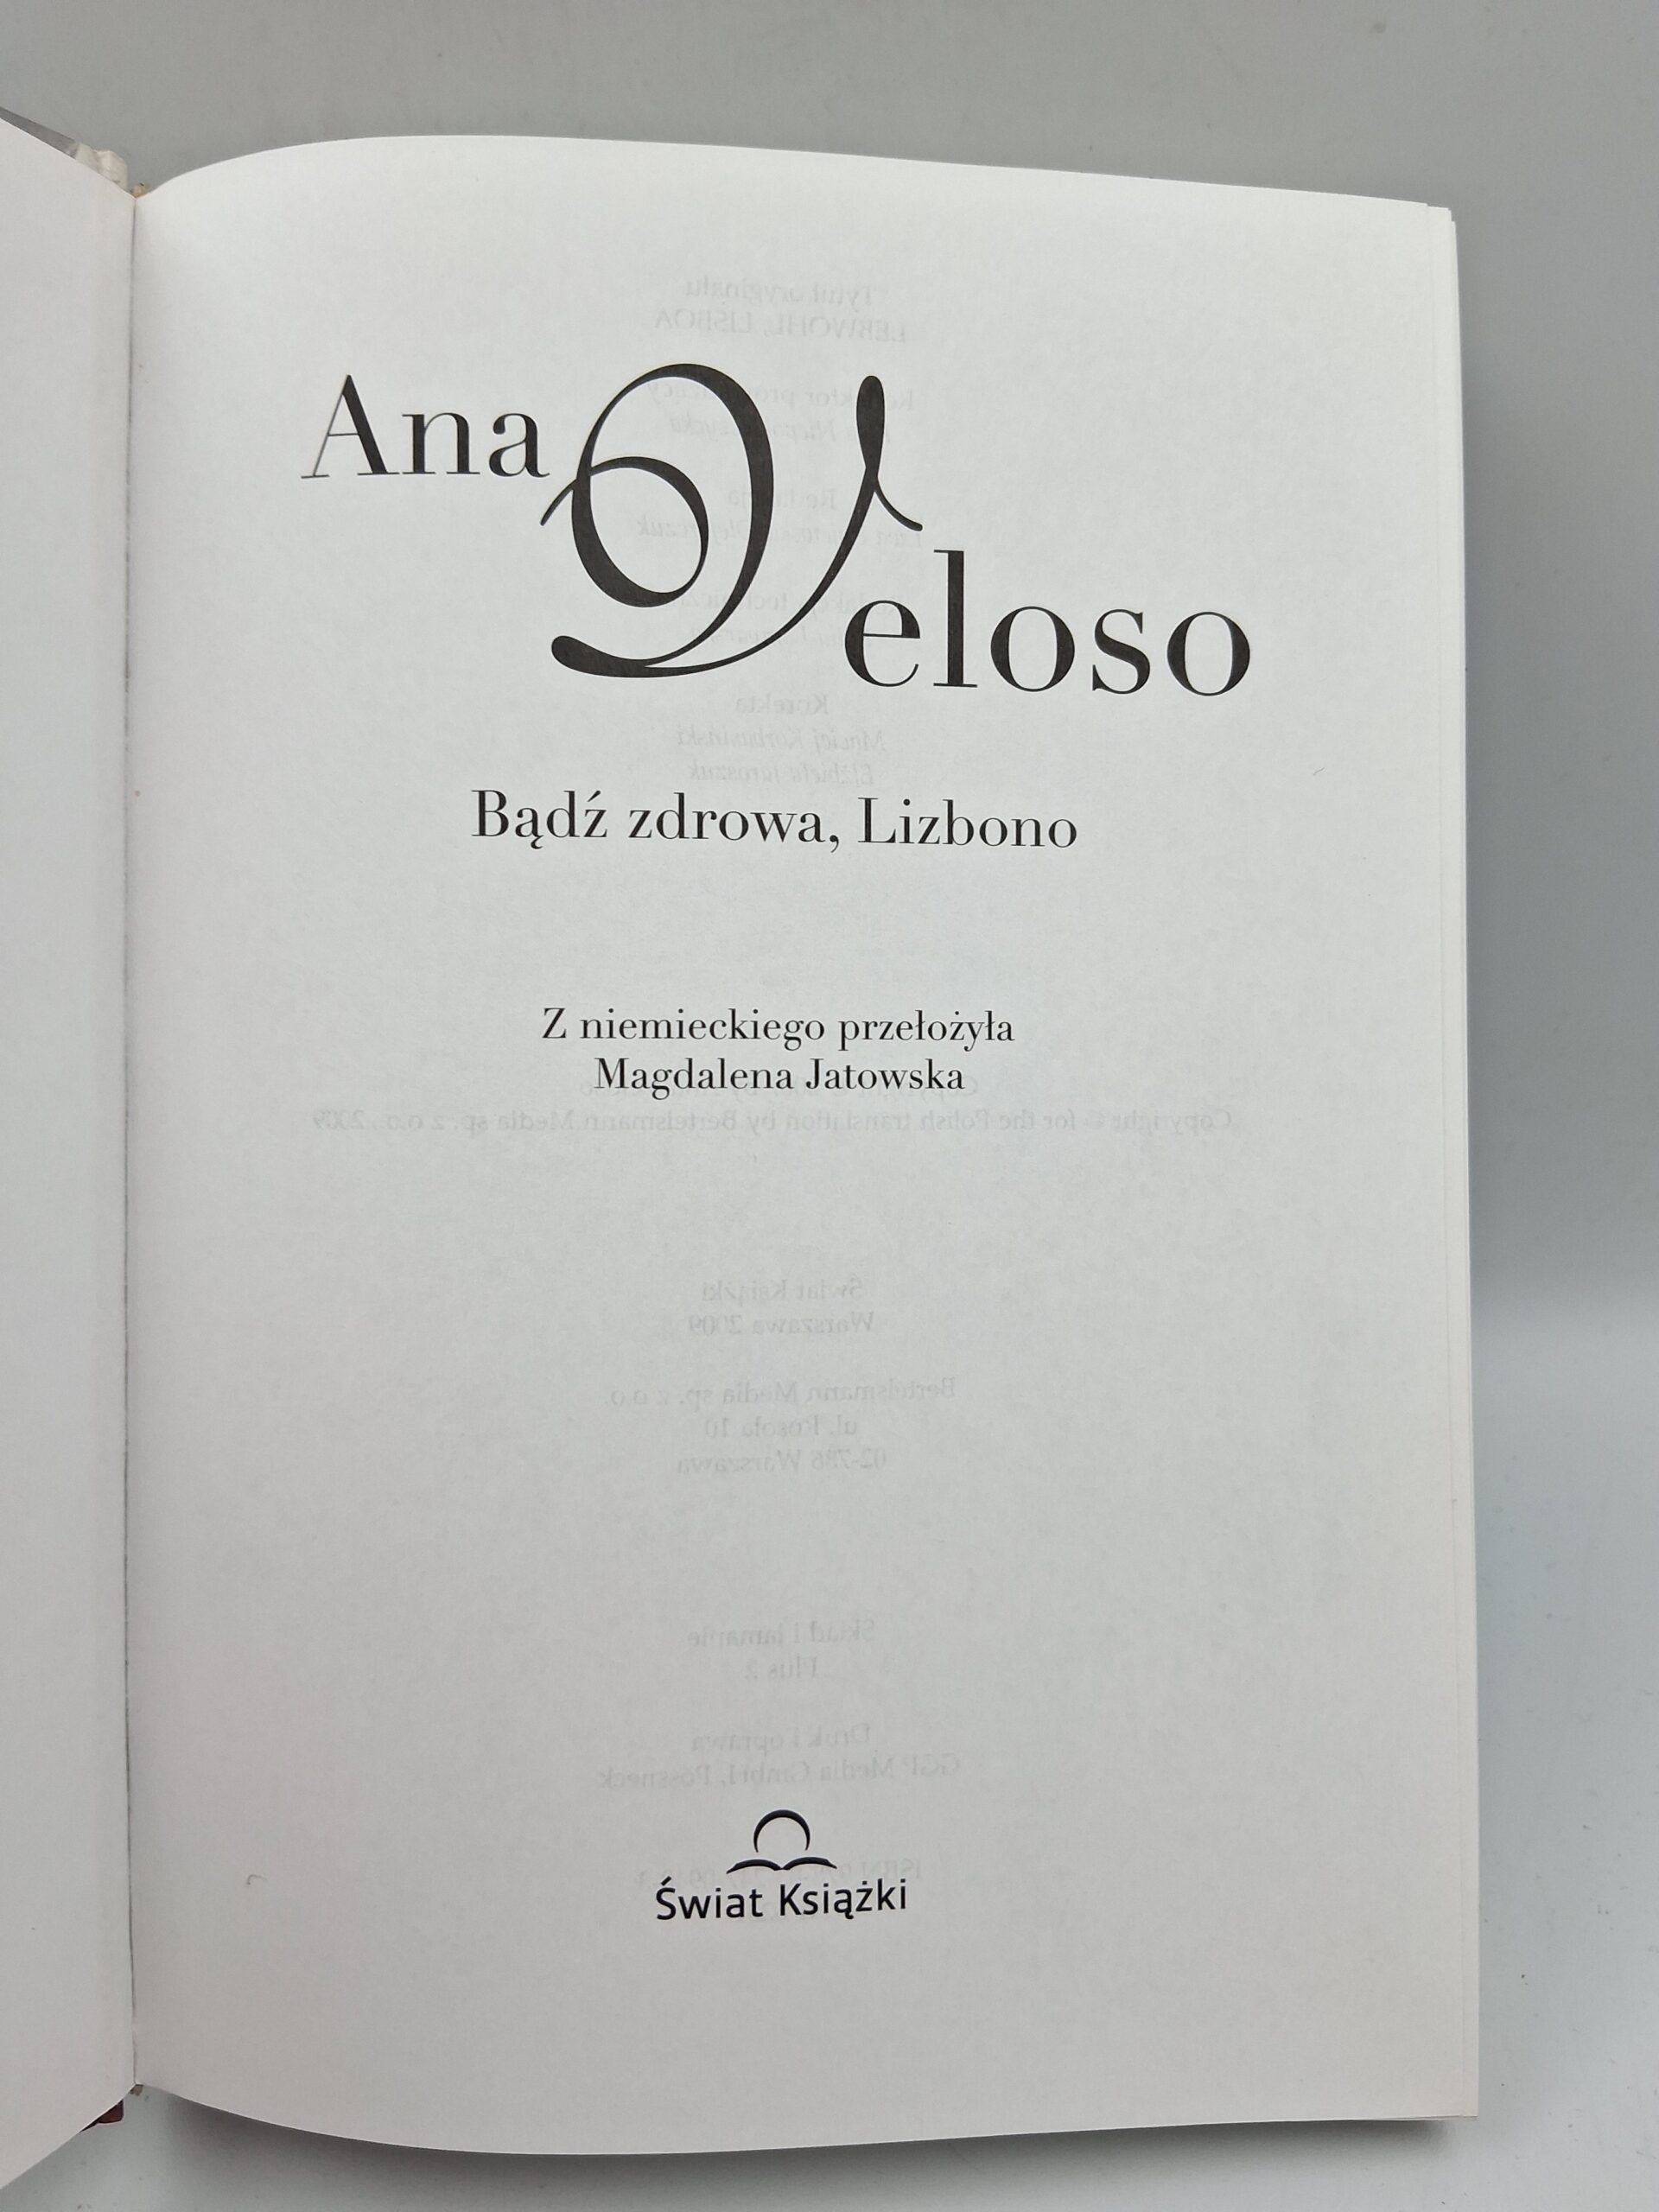 Ana
Veloso
Bądź zdrowa, Lizbono
Z niemieckiego przełożyła
Magdalena Jatowska
Świat Książki